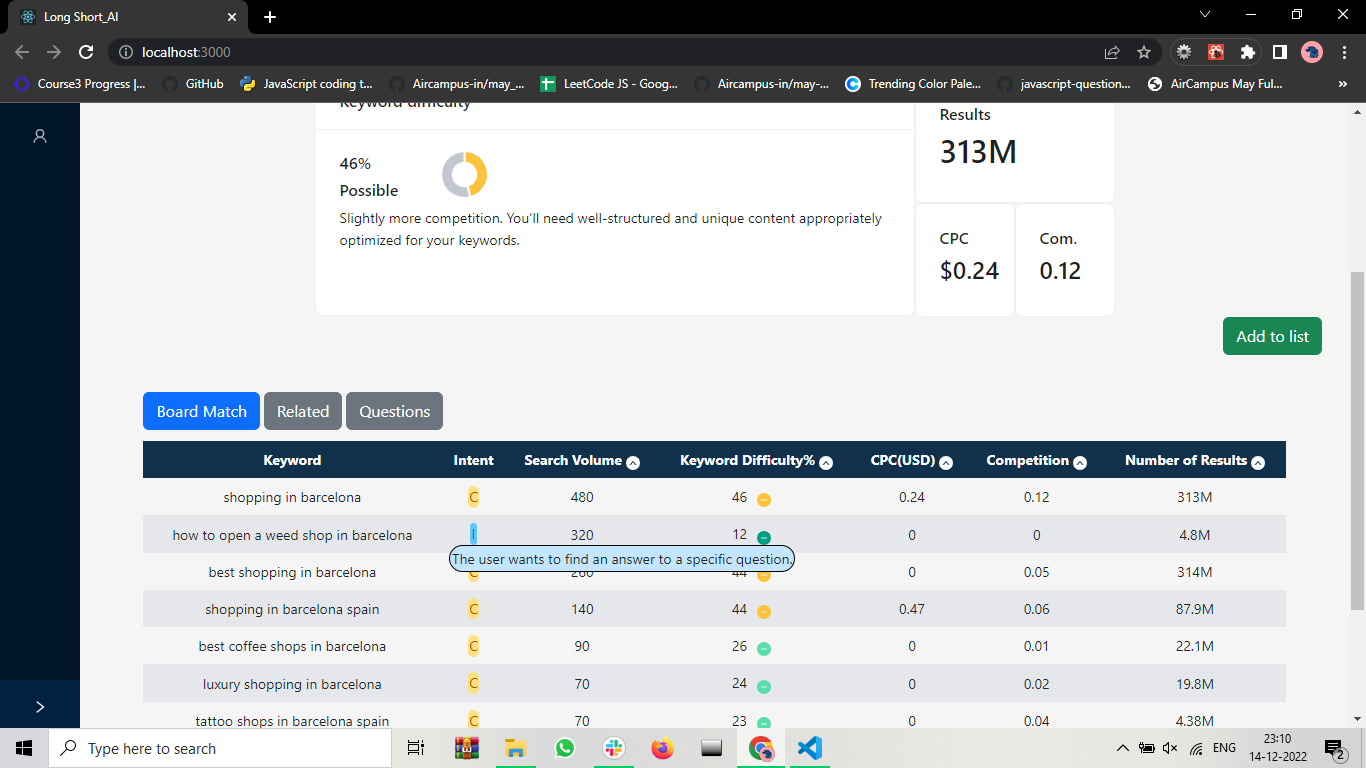 Long Short_AI
localhost:3000
Course3 Progress |...
GitHub
JavaScript coding t...
Aircampus-in/may_...
LeetCode JS - Goog...
Aircampus-in/may-...
Trending Color Pale...
javascript-question...
AirCampus May Ful...
»
Keyword difficulty
46%
Possible
Slightly more competition. You'll need well-structured and unique content appropriately
optimized for your keywords.
Results
313M
CPC
$0.24
Com.
0.12
Add to list
Board Match Related Questions
Keyword Intent Search Volume Keyword Difficulty% CPC(USD) Competition Number of Results
shopping in barcelona C 480 46 0.24 0.12 313M
how to open a weed shop in barcelona I 320 12 0 0 4.8M
The user wants to find an answer to a specific question.
best shopping in barcelona C 260 44 0 0.05 314M
shopping in barcelona spain C 140 44 0.47 0.06 87.9M
best coffee shops in barcelona C 90 26 0 0.01 22.1M
luxury shopping in barcelona C 70 24 0 0.02 19.8M
tattoo shops in barcelona spain C 70 23 0 0.04 4.38M
Type here to search
ENG
23:10
14-12-2022
2